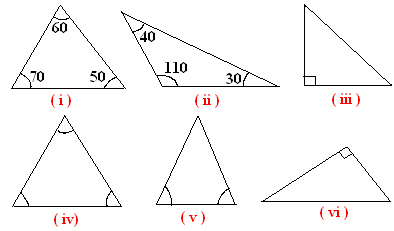 60
70
50
40
110
30
( i )
( ii )
( iii )
( iv)
( v )
( vi )